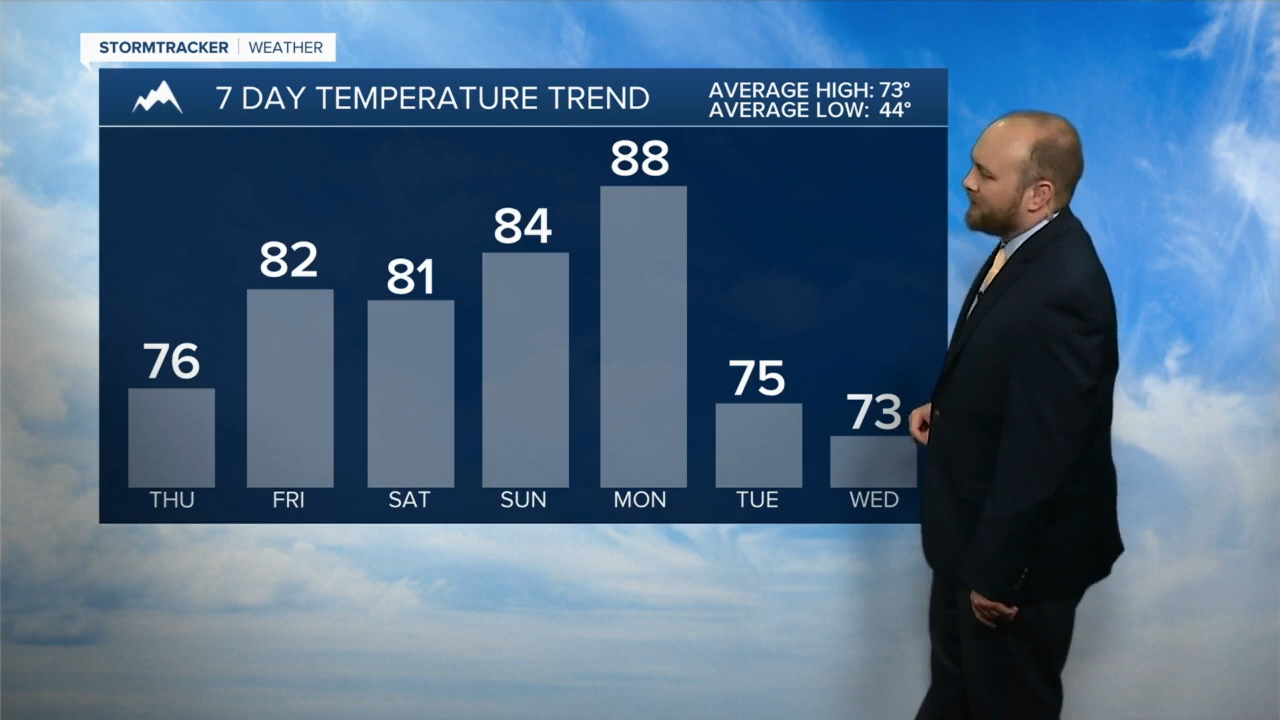 STORMTRACKER | WEATHER
7 DAY TEMPERATURE TREND
AVERAGE HIGH: 73°
AVERAGE LOW: 44°
76 82 81 84 88 75 73
THU FRI SAT SUN MON TUE WED